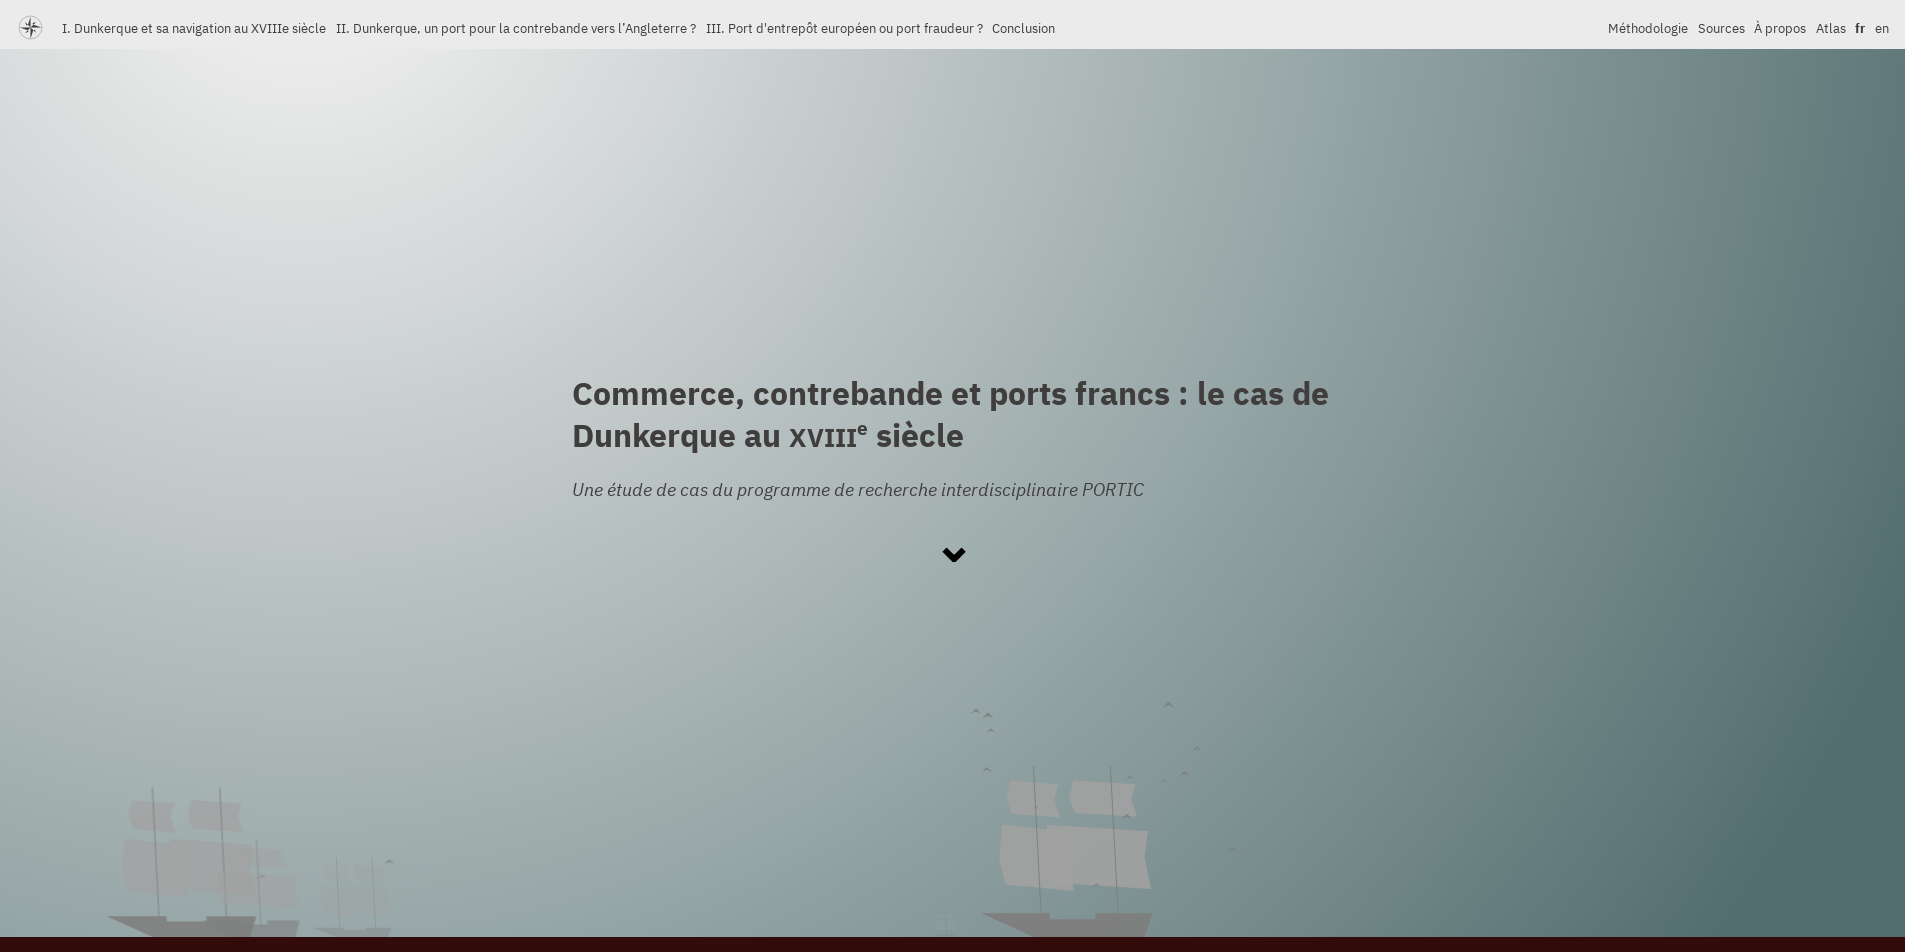 I. Dunkerque et sa navigation au XVIIIe siècle II. Dunkerque, un port pour la contrebande vers l’Angleterre ? III. Port d'entrepôt européen ou port fraudeur ? Conclusion Méthodologie Sources À propos Atlas fr en
Commerce, contrebande et ports francs : le cas de
Dunkerque au XVIIIe siècle
Une étude de cas du programme de recherche interdisciplinaire PORTIC